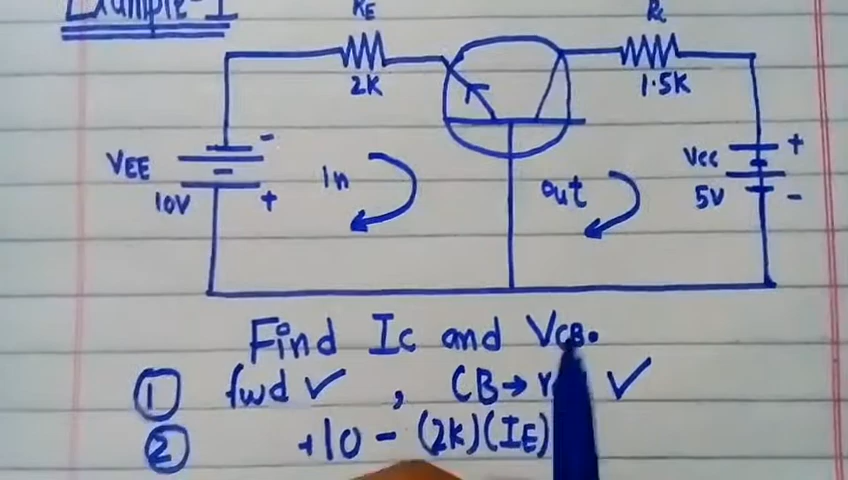 Example-I
RE
Rc
2K
1.5K
-
+
VEE
Vcc
In
out
10V
5V
+
-
Find Ic and VCB.
① fwd ✓, CB→ ✓
② +10 - (2K)(IE)